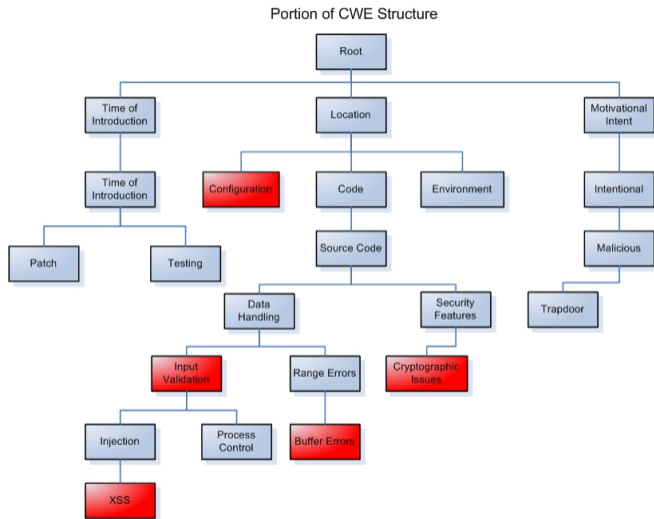 Portion of CWE Structure
Root
Time of
Introduction
Location
Motivational
Intent
Time of
Introduction
Configuration
Code
Environment
Intentional
Patch
Testing
Source Code
Malicious
Data
Handling
Security
Features
Trapdoor
Input
Validation
Range Errors
Cryptographic
Issues
Injection
Process
Control
Buffer Errors
XSS